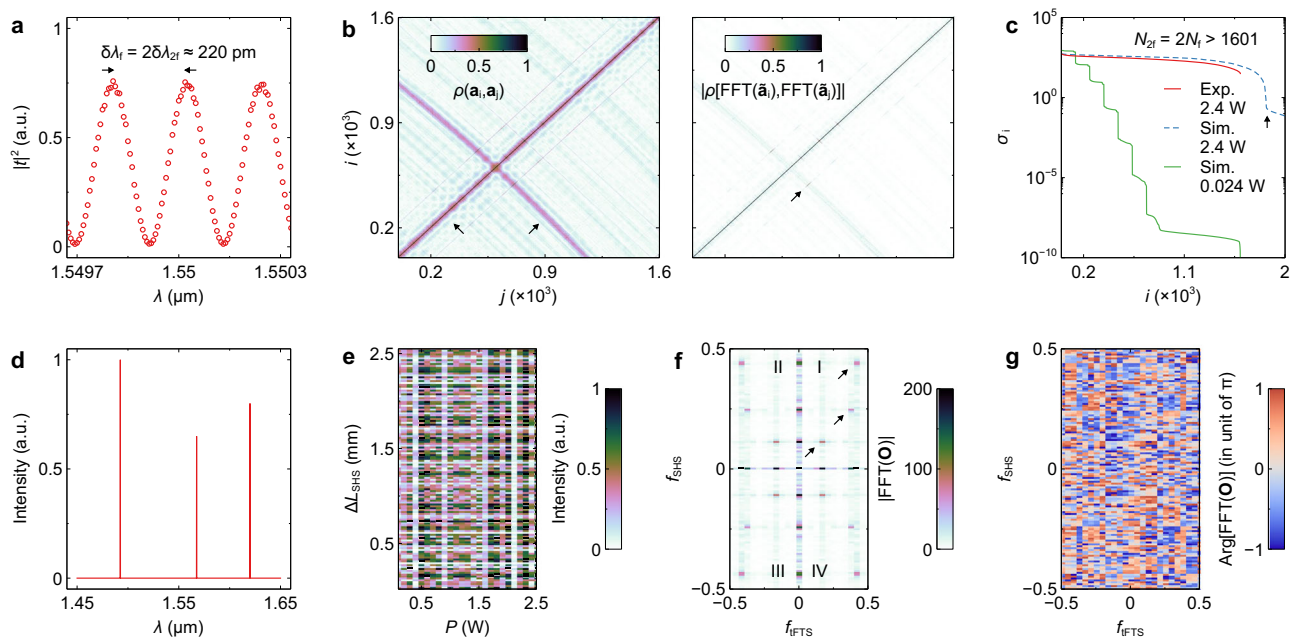 a
δλf = 2δλ2f ≈ 220 pm
1
0.5
0
|t|² (a.u.)
1.5497
1.55
1.5503
λ (μm)
b
1.6
0.9
0.2
i (×10³)
0
0.5
1
ρ(aᵢ,aⱼ)
0.2
0.9
1.6
j (×10³)
0
0.5
1
|ρ[FFT(ãᵢ),FFT(ãⱼ)]|
c
10⁵
10⁰
10⁻⁵
10⁻¹⁰
σᵢ
N2f = 2Nf > 1601
Exp.
2.4 W
Sim.
2.4 W
Sim.
0.024 W
0.2
1.1
2
i (×10³)
d
1
0.5
0
Intensity (a.u.)
1.45
1.55
1.65
λ (μm)
e
2.5
1.5
0.5
ΔLSHS (mm)
0.5
1.5
2.5
P (W)
1
0.5
0
Intensity (a.u.)
f
0.5
0
−0.5
fSHS
II
I
III
IV
−0.5
0
0.5
ftFTS
200
100
0
|FFT(O)|
g
0.5
0
−0.5
fSHS
−0.5
0
0.5
ftFTS
1
0
−1
Arg[FFT(O)] (in unit of π)